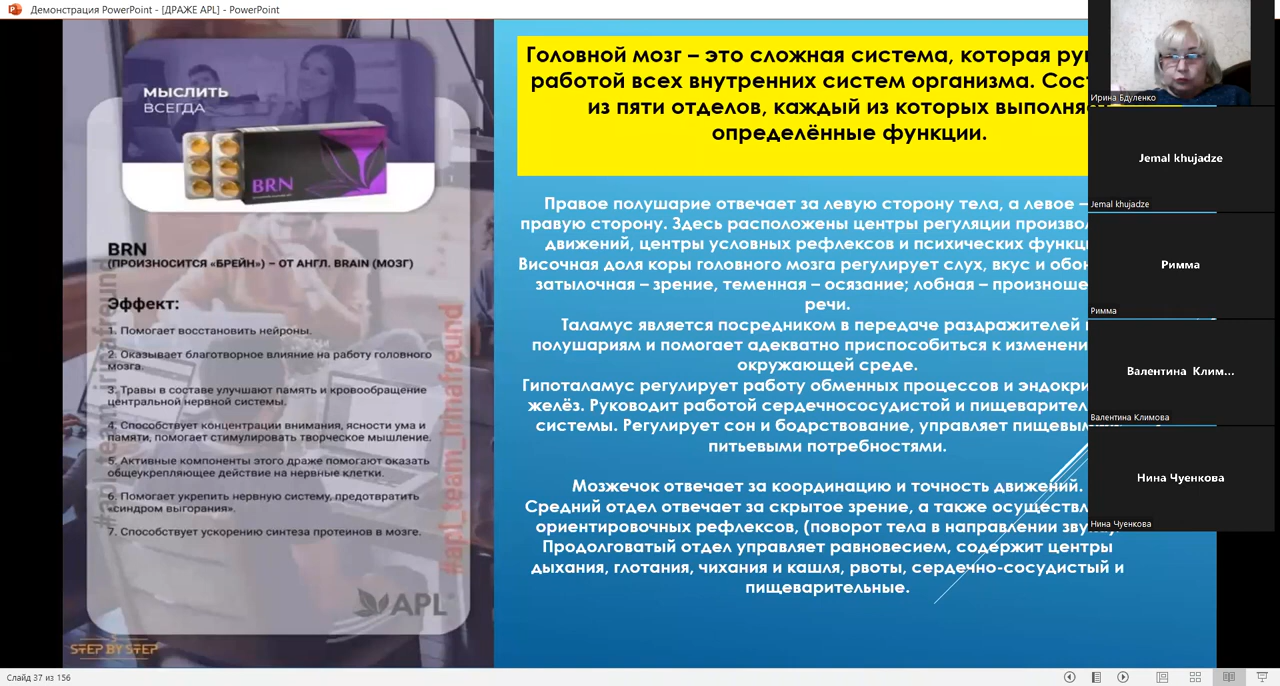 Демонстрация PowerPoint - [ДРАЖЕ APL] - PowerPoint
МЫСЛИТЬ
ВСЕГДА
BRN
BRN
(ПРОИЗНОСИТСЯ «БРЕЙН») – ОТ АНГЛ. BRAIN (МОЗГ)
Эффект:
1. Помогает восстановить нейроны.
2. Оказывает благотворное влияние на работу головного
мозга.
3. Травы в составе улучшают память и кровообращение
центральной нервной системы.
4. Способствует концентрации внимания, ясности ума и
памяти, помогает стимулировать творческое мышление.
5. Активные компоненты этого драже помогают оказать
общеукрепляющее действие на нервные клетки.
6. Помогает укрепить нервную систему, предотвратить
«синдром выгорания».
7. Способствует ускорению синтеза протеинов в мозге.
#apl_team_irinafreund
APL
STEP BY STEP
Головной мозг – это сложная система, которая рук
работой всех внутренних систем организма. Сост
из пяти отделов, каждый из которых выполня
определённые функции.
Правое полушарие отвечает за левую сторону тела, а левое –
правую сторону. Здесь расположены центры регуляции произвол
движений, центры условных рефлексов и психических функц
Височная доля коры головного мозга регулирует слух, вкус и обон
затылочная – зрение, теменная – осязание; лобная – произноше
речи.
Таламус является посредником в передаче раздражителей
полушариям и помогает адекватно приспособиться к изменени
окружающей среде.
Гипоталамус регулирует работу обменных процессов и эндокри
желёз. Руководит работой сердечнососудистой и пищеварител
системы. Регулирует сон и бодрствование, управляет пищевым
питьевыми потребностями.
Мозжечок отвечает за координацию и точность движений.
Средний отдел отвечает за скрытое зрение, а также осуществл
ориентировочных рефлексов, (поворот тела в направлении зву
Продолговатый отдел управляет равновесием, содержит центры
дыхания, глотания, чихания и кашля, рвоты, сердечно-сосудистый и
пищеварительные.
Ирина Бдуленко
Jemal khujadze
Jemal khujadze
Римма
Римма
Валентина Клим...
Валентина Климова
Нина Чуенкова
Нина Чуенкова
Слайд 37 из 156